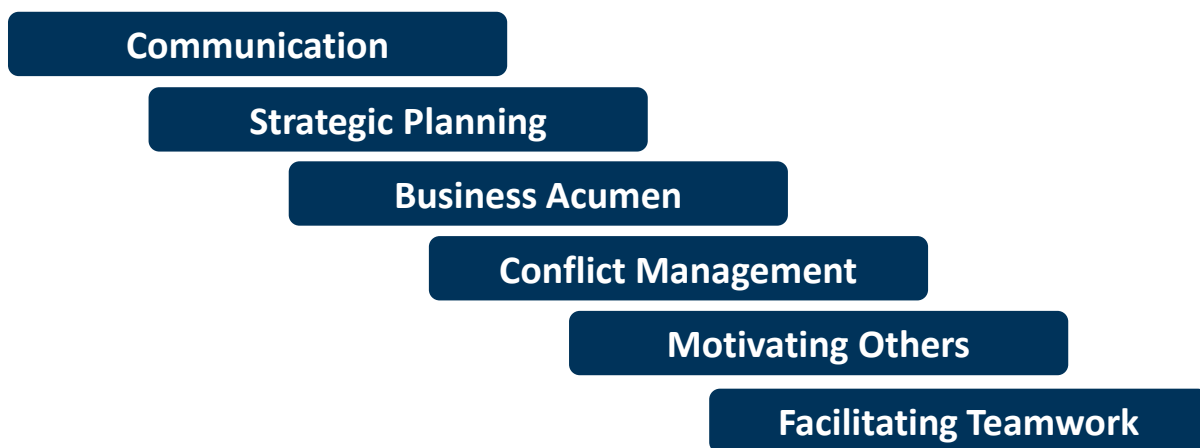 Communication
Strategic Planning
Business Acumen
Conflict Management
Motivating Others
Facilitating Teamwork